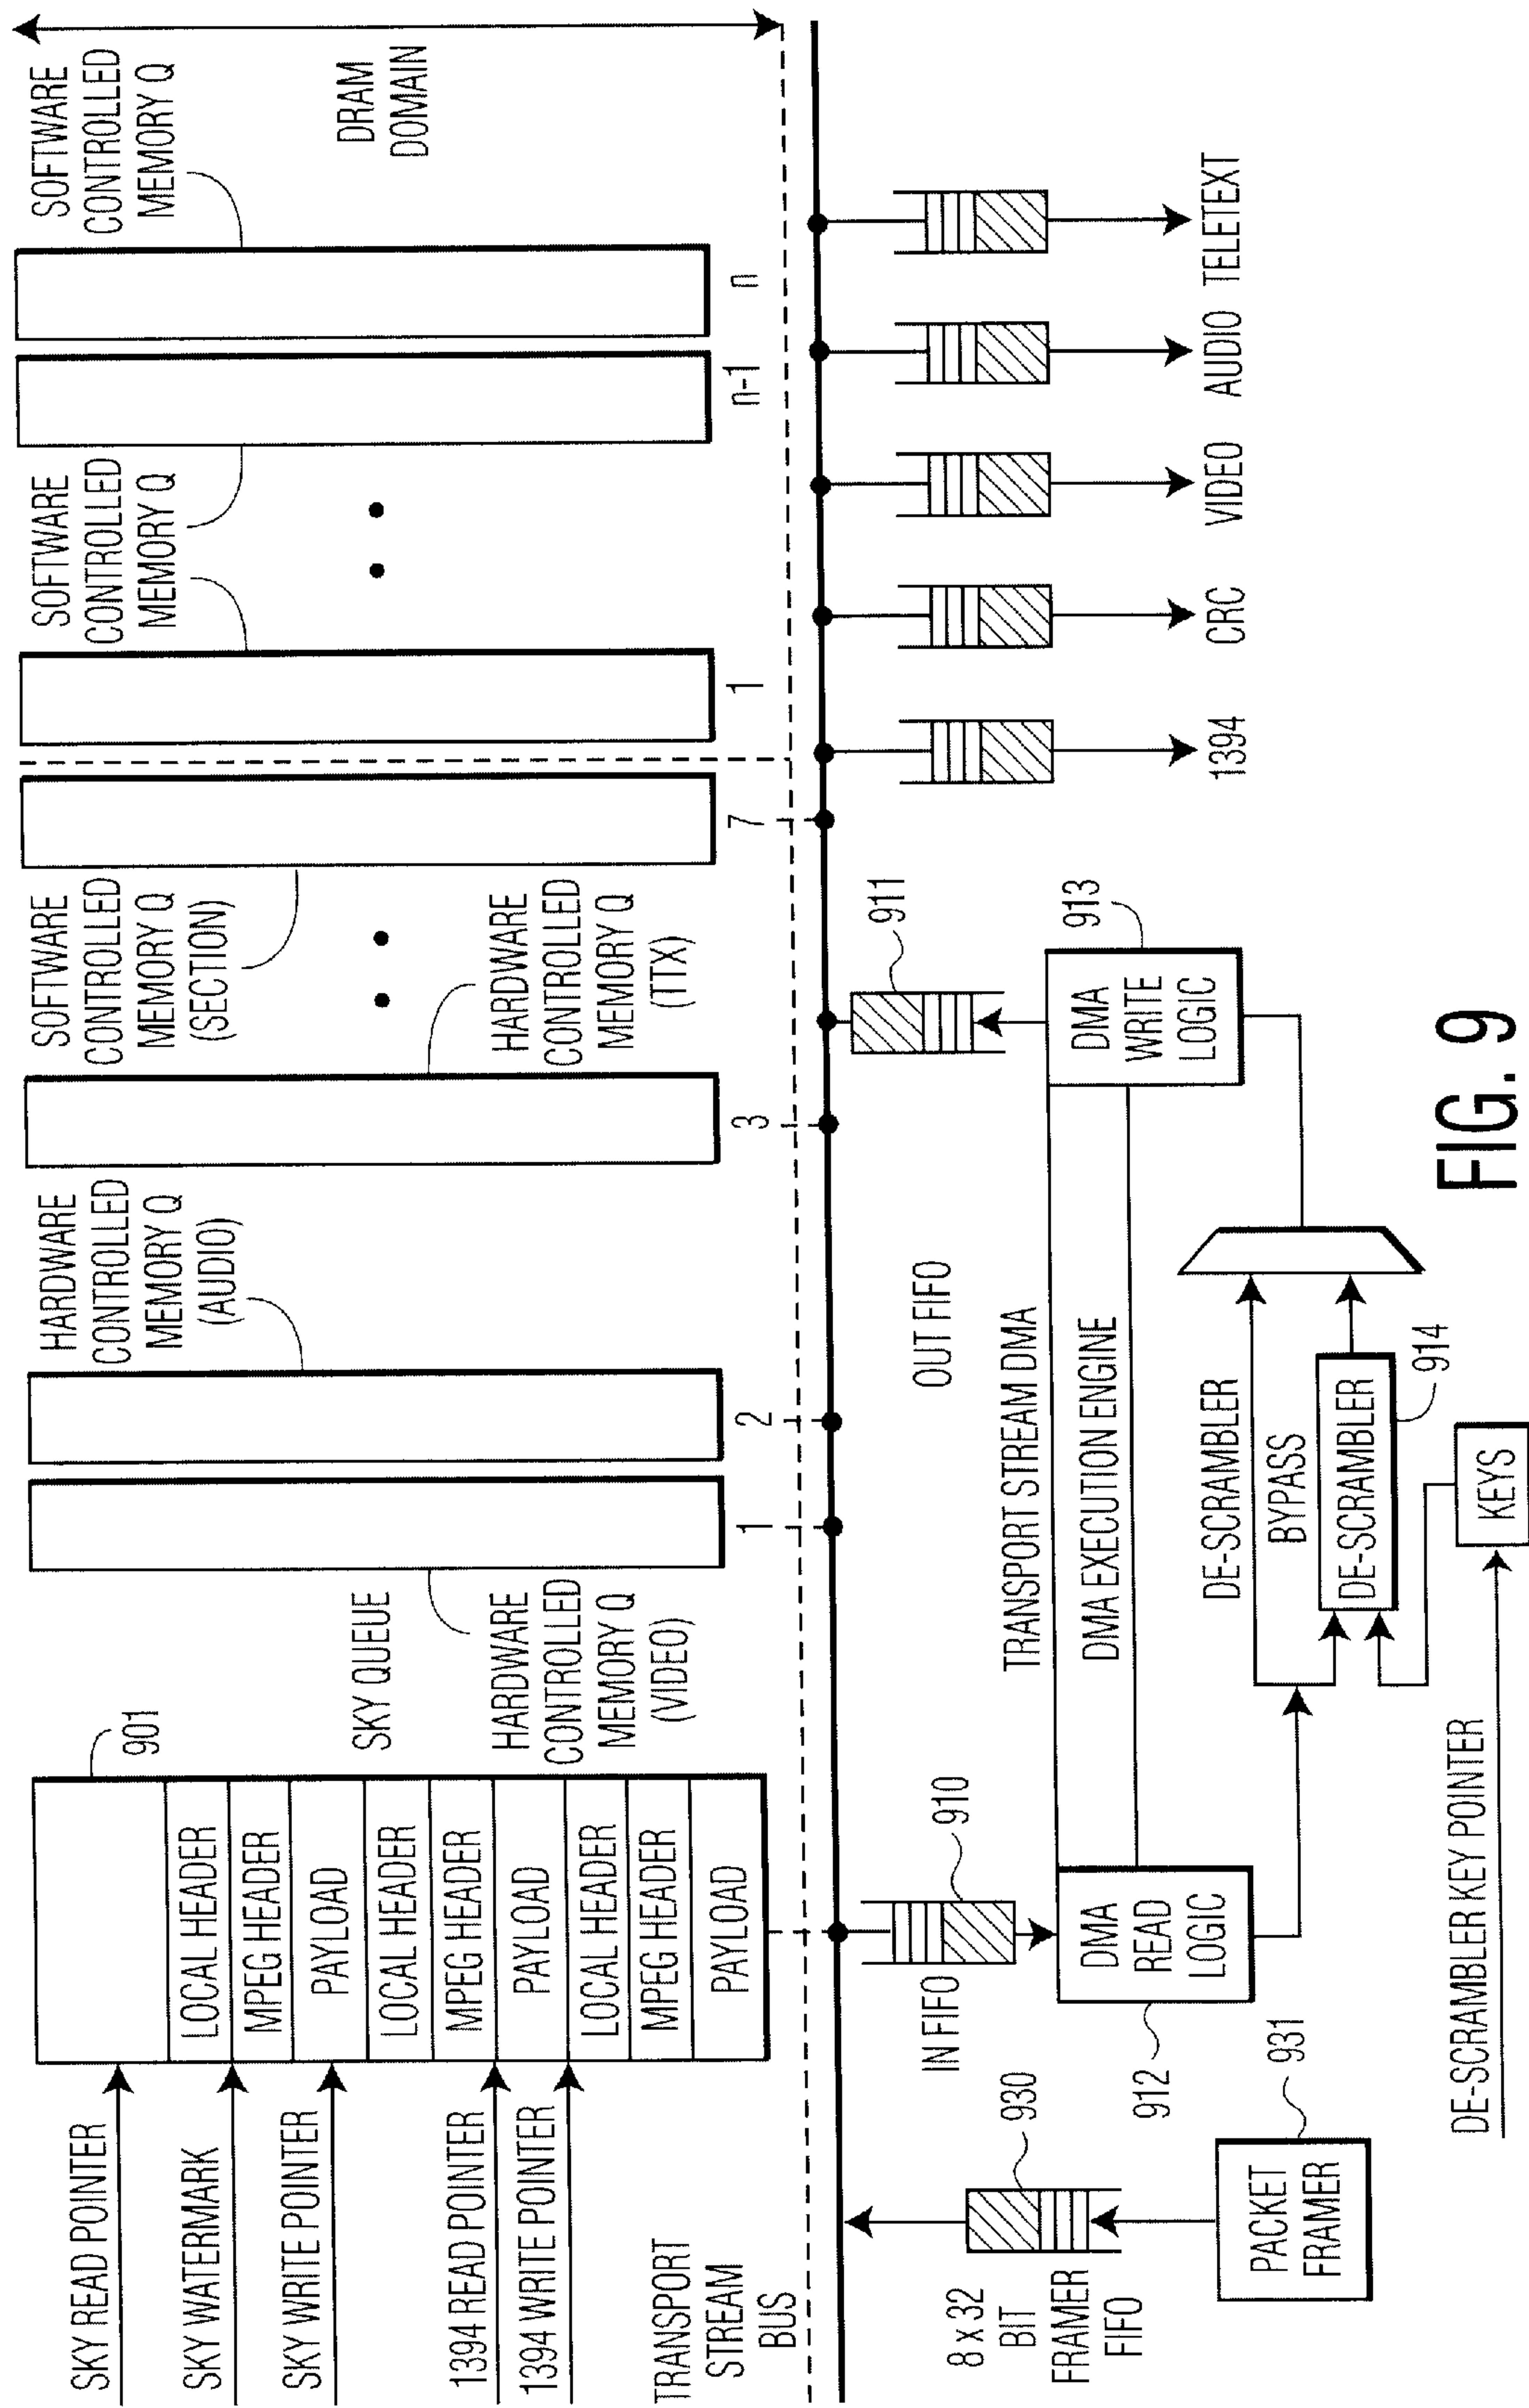 SKY READ POINTER
SKY WATERMARK
SKY WRITE POINTER
1394 READ POINTER
1394 WRITE POINTER
TRANSPORT
STREAM
BUS
901
LOCAL HEADER
MPEG HEADER
PAYLOAD
LOCAL HEADER
MPEG HEADER
PAYLOAD
LOCAL HEADER
MPEG HEADER
PAYLOAD
SKY QUEUE
HARDWARE
CONTROLLED
MEMORY Q
(VIDEO)
1
2
HARDWARE
CONTROLLED
MEMORY Q
(AUDIO)
3
HARDWARE
CONTROLLED
MEMORY Q
(TTX)
SOFTWARE
CONTROLLED
MEMORY Q
(SECTION)
7
1
SOFTWARE
CONTROLLED
MEMORY Q
SOFTWARE
CONTROLLED
MEMORY Q
n-1
n
SOFTWARE
CONTROLLED
MEMORY Q
DRAM
DOMAIN
8 x 32
BIT
FRAMER
FIFO
930
PACKET
FRAMER
931
IN FIFO
910
DMA
READ
LOGIC
912
TRANSPORT STREAM DMA
DMA EXECUTION ENGINE
OUT FIFO
911
DMA
WRITE
LOGIC
913
DE-SCRAMBLER
BYPASS
DE-SCRAMBLER
914
KEYS
DE-SCRAMBLER KEY POINTER
1394
CRC
VIDEO
AUDIO
TELETEXT
FIG. 9